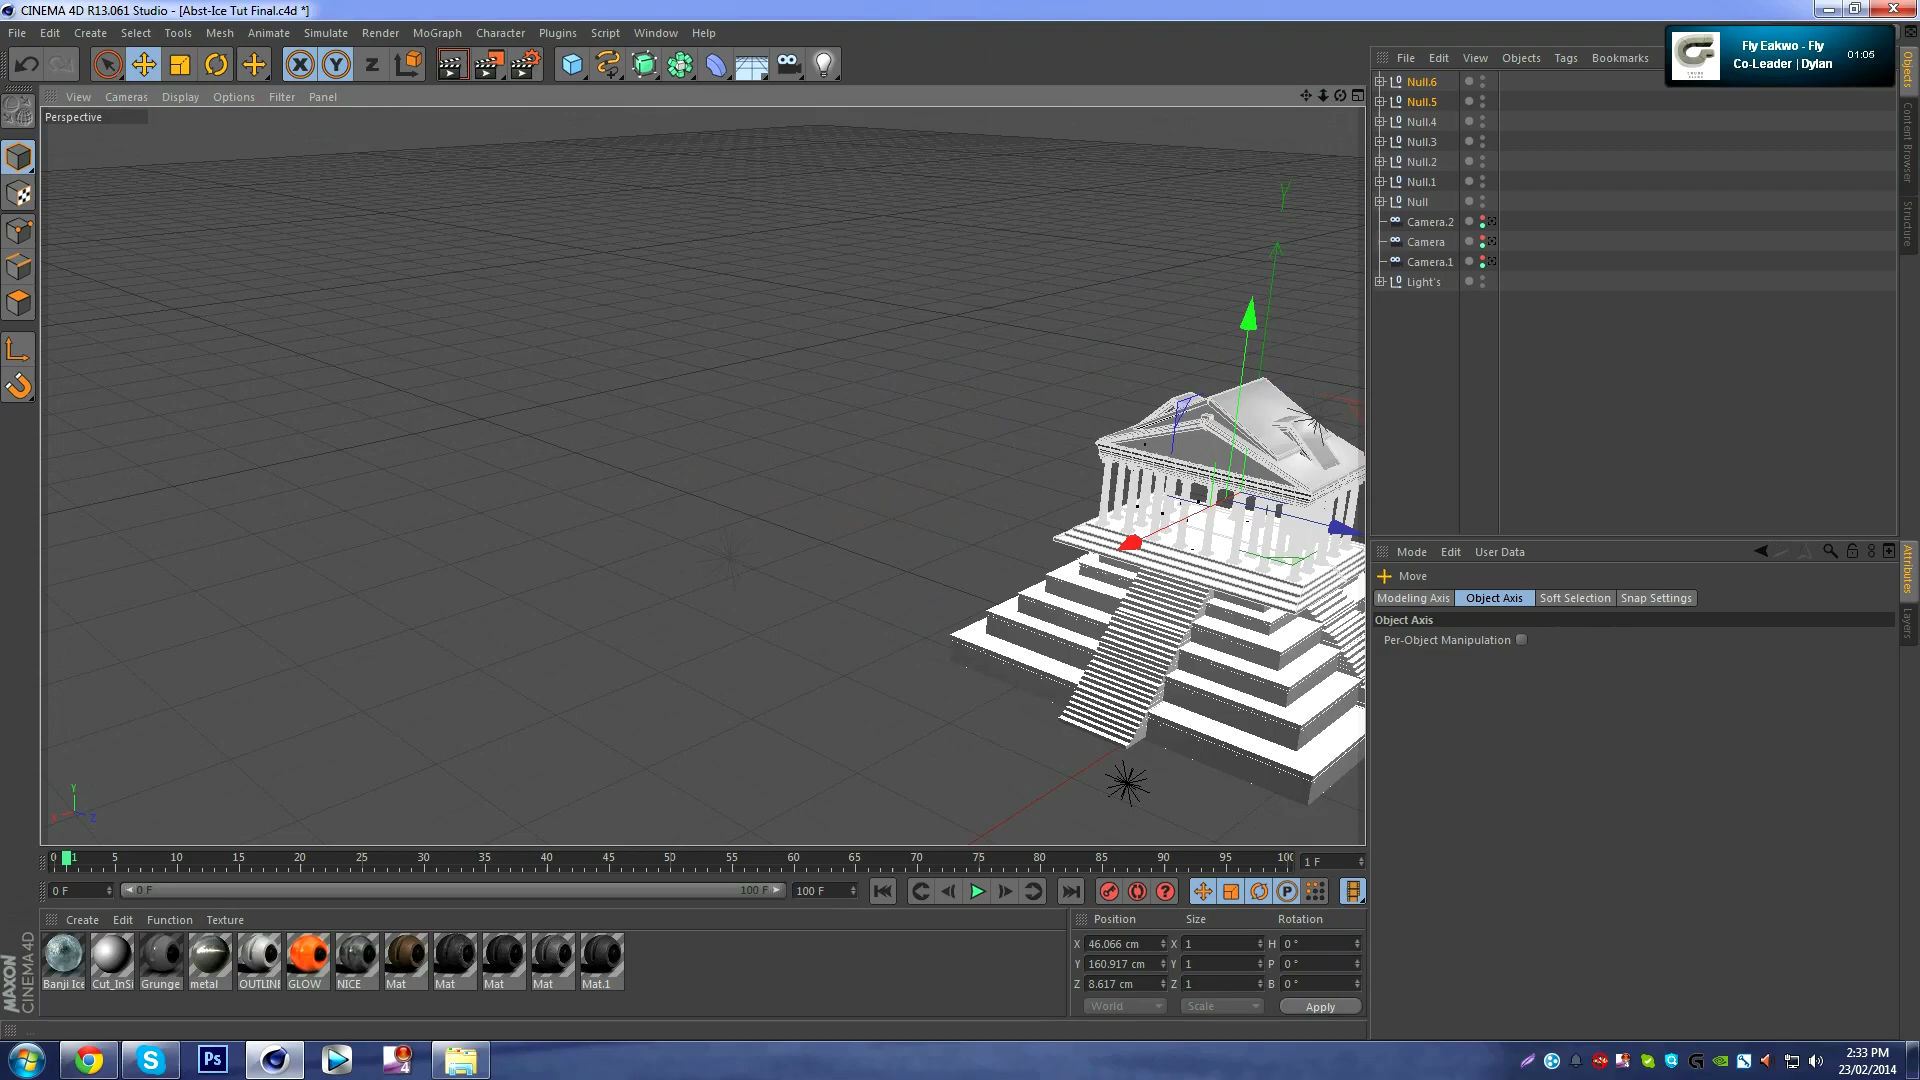 CINEMA 4D R13.061 Studio - [Abst-Ice Tut Final.c4d *]
File Edit Create Select Tools Mesh Animate Simulate Render MoGraph Character Plugins Script Window Help
File Edit View Objects Tags Bookmarks
Fly Eakwo - Fly
Co-Leader | Dylan
01:05
View Cameras Display Options Filter Panel
Perspective
Null.6
Null.5
Null.4
Null.3
Null.2
Null.1
Null
Camera.2
Camera
Camera.1
Light's
Objects
Content Browser
Structure
Y
Mode Edit User Data
Move
Modeling Axis Object Axis Soft Selection Snap Settings
Object Axis
Per-Object Manipulation
Attributes
Layers
Y
X Z
0 1 5 10 15 20 25 30 35 40 45 50 55 60 65 70 75 80 85 90 95 100
1 F
0 F
0 F
100 F
100 F
Create Edit Function Texture
Banji Ice Cut_InSi Grunge metal OUTLINE GLOW NICE Mat Mat Mat Mat Mat.1
Position Size Rotation
X 46.066 cm X 1 H 0 °
Y 160.917 cm Y 1 P 0 °
Z 8.617 cm Z 1 B 0 °
World Scale Apply
MAXON
CINEMA 4D
2:33 PM
23/02/2014